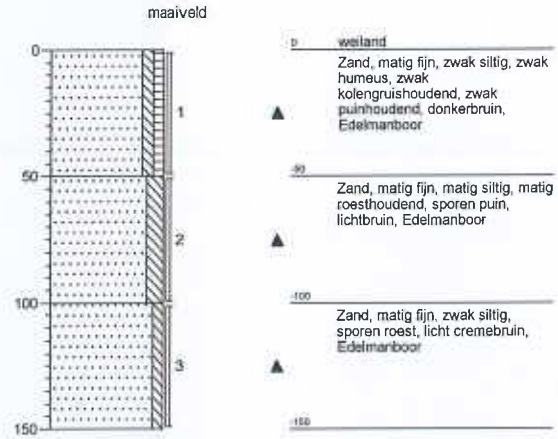 maaiveld
0
1
50
2
100
3
150
0 weiland
Zand, matig fijn, zwak siltig, zwak
humeus, zwak
kolengruishoudend, zwak
puinhoudend, donkerbruin,
Edelmanboor
-50
Zand, matig fijn, matig siltig, matig
roesthoudend, sporen puin,
lichtbruin, Edelmanboor
-100
Zand, matig fijn, zwak siltig,
sporen roest, licht cremebruin,
Edelmanboor
-150